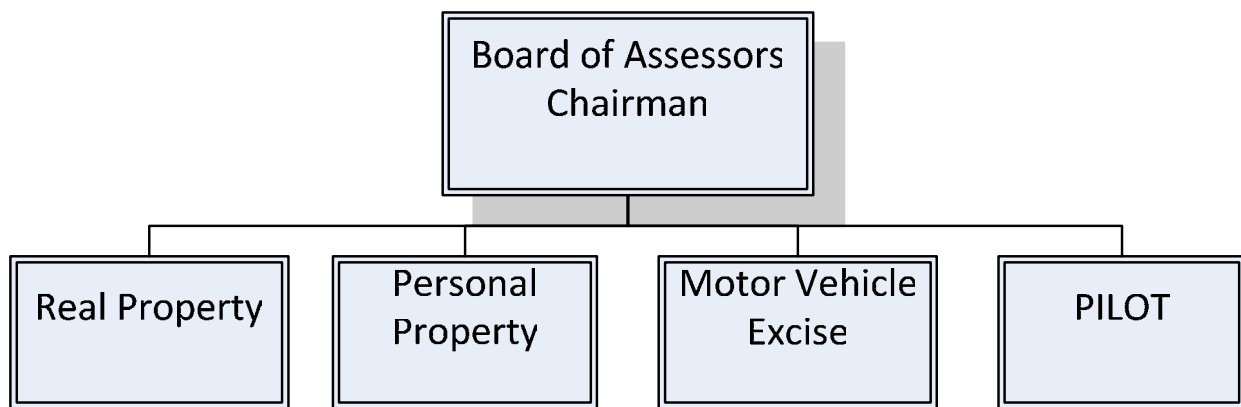 Board of Assessors
Chairman
Real Property
Personal
Property
Motor Vehicle
Excise
PILOT